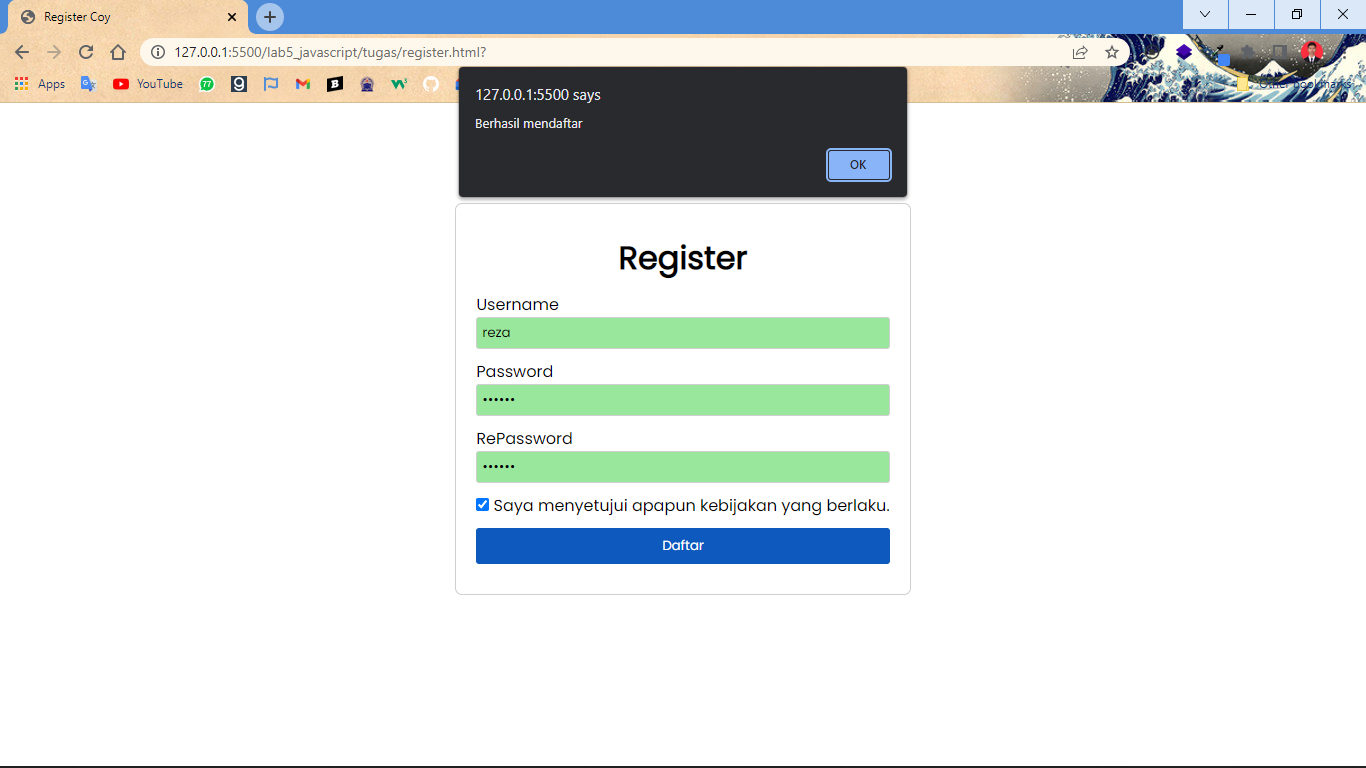 Register Coy
127.0.0.1:5500/lab5_javascript/tugas/register.html?
Apps
YouTube
Other bookmarks
127.0.0.1:5500 says
Berhasil mendaftar
OK
Register
Username
reza
Password
••••••
RePassword
••••••
Saya menyetujui apapun kebijakan yang berlaku.
Daftar